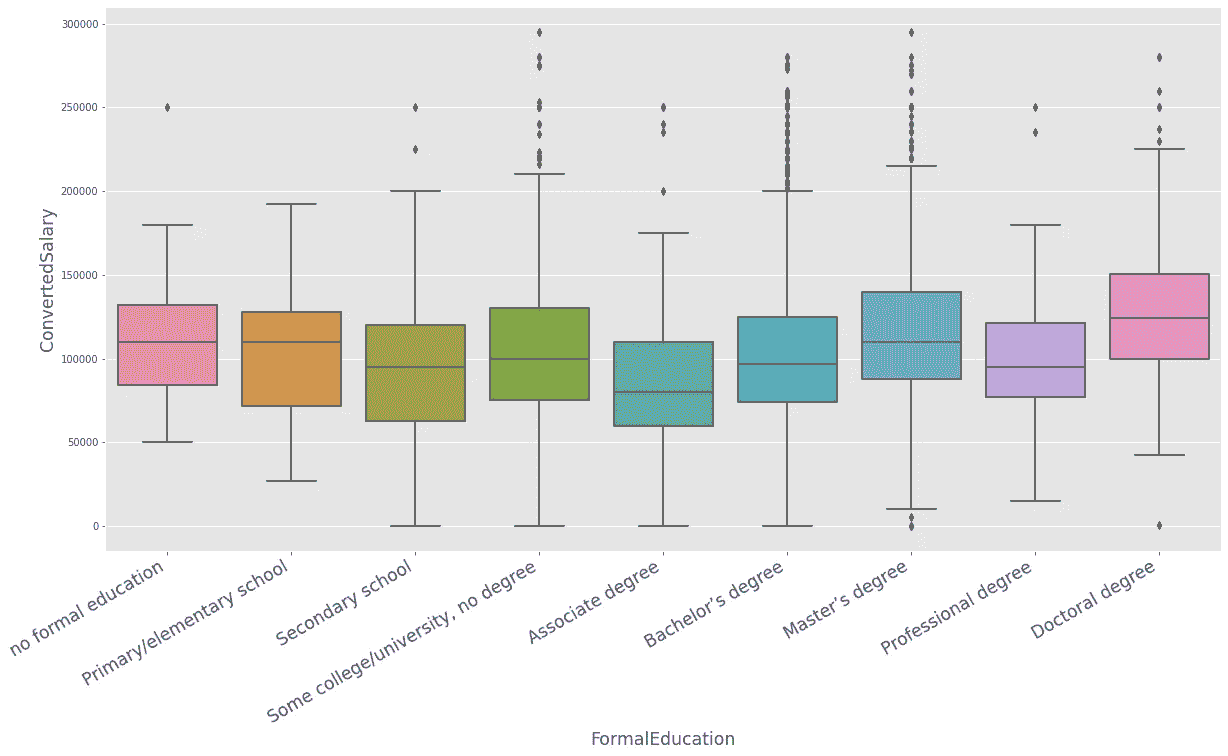 300000
250000
200000
150000
100000
50000
0
ConvertedSalary
no formal education
Primary/elementary school
Secondary school
Some college/university, no degree
Associate degree
Bachelor’s degree
Master’s degree
Professional degree
Doctoral degree
FormalEducation